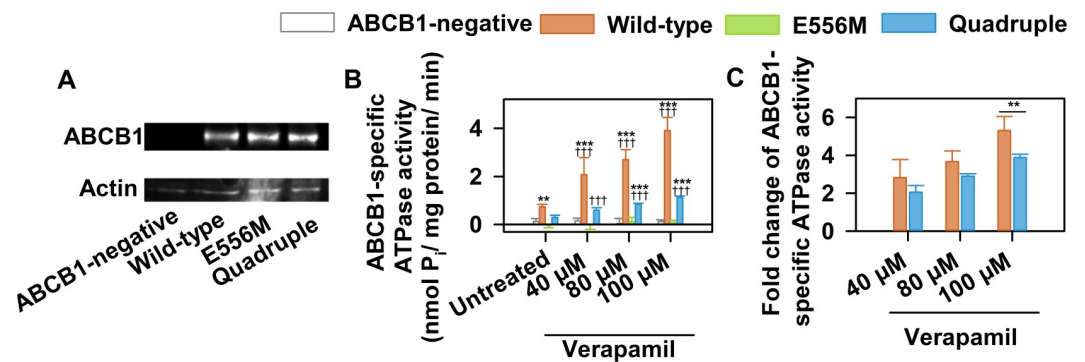 ABCB1-negative Wild-type E556M Quadruple
A
ABCB1
Actin
ABCB1-negative
Wild-type
E556M
Quadruple
B
ABCB1-specific
ATPase activity
(nmol Pi/ mg protein/ min)
4
2
0
**
***
†††
†††
***
†††
***
†††
***
†††
***
†††
Untreated
40 µM
80 µM
100 µM
Verapamil
C
Fold change of ABCB1-
specific ATPase activity
6
4
2
0
**
40 µM
80 µM
100 µM
Verapamil